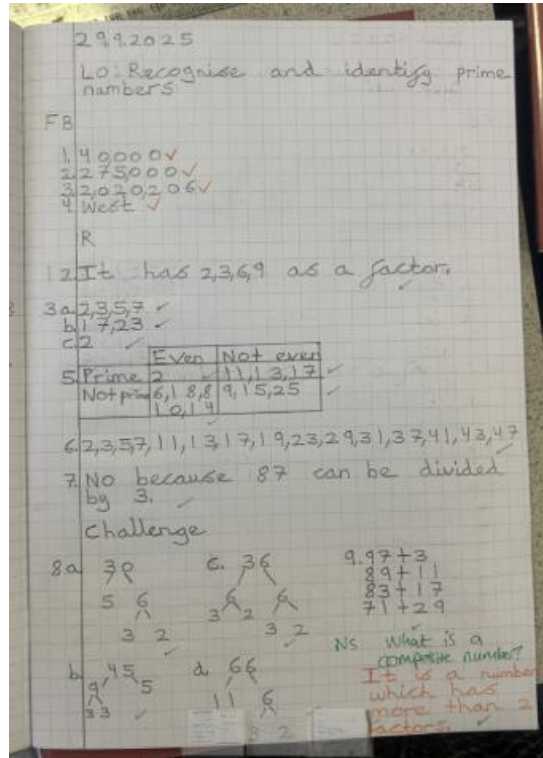 29.9.2025
LO: Recognise and identify prime
numbers
FB
1. 40,000 ✓
2. 275,000 ✓
3. 2,020,206 ✓
4. West ✓
R
1 2. It has 2,3,6,9 as a factor.
3a. 2,3,5,7 ✓
b. 17,23 ✓
c. 2 ✓
Even Not even
5. Prime 2 ✓ 11,13,17 ✓
Not prime 6,18,8 9,15,25 ✓
10,14
6. 2,3,57,11,13,17,19,23,29,31,37,41,43,47
7. No because 87 can be divided
by 3. ✓
Challenge
8a 30
5 6
3 2
b. 45
9 5
3 3
c. 36
6 6
3 2 3 2
d. 66
11 6
3 2
9. 97+3
89+11
83+17
71+29
NS What is a
composite number?
It is a number
which has
more than 2
factors. ✓